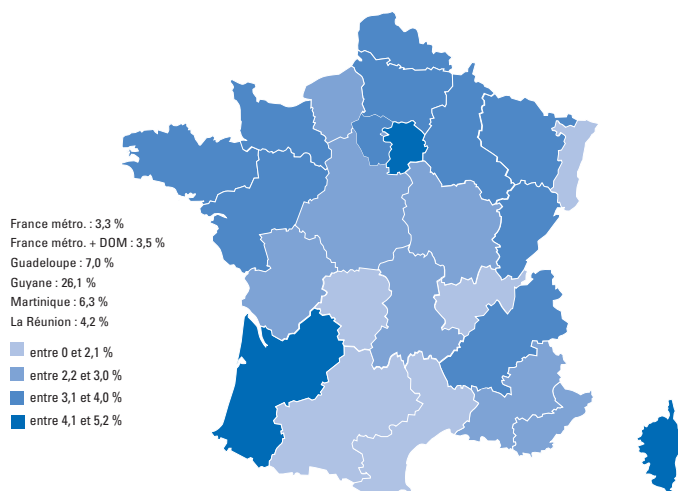 France métro. : 3,3 %
France métro. + DOM : 3,5 %
Guadeloupe : 7,0 %
Guyane : 26,1 %
Martinique : 6,3 %
La Réunion : 4,2 %
entre 0 et 2,1 %
entre 2,2 et 3,0 %
entre 3,1 et 4,0 %
entre 4,1 et 5,2 %